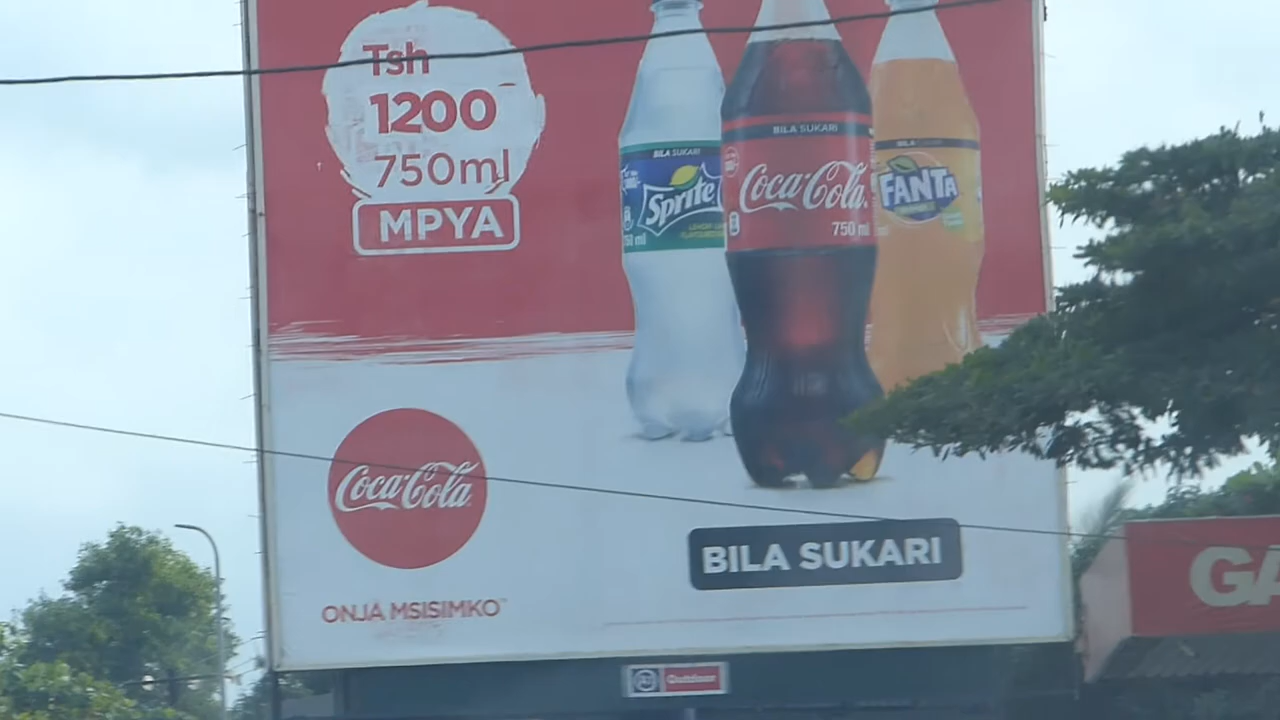 Tsh
1200
750ml
MPYA
BILA SUKARI
Sprite
BILA SUKARI
Coca-Cola
750 ml
BILA
FANTA
Coca-Cola
ONJA MSISIMKO
BILA SUKARI
Outdoor
GA